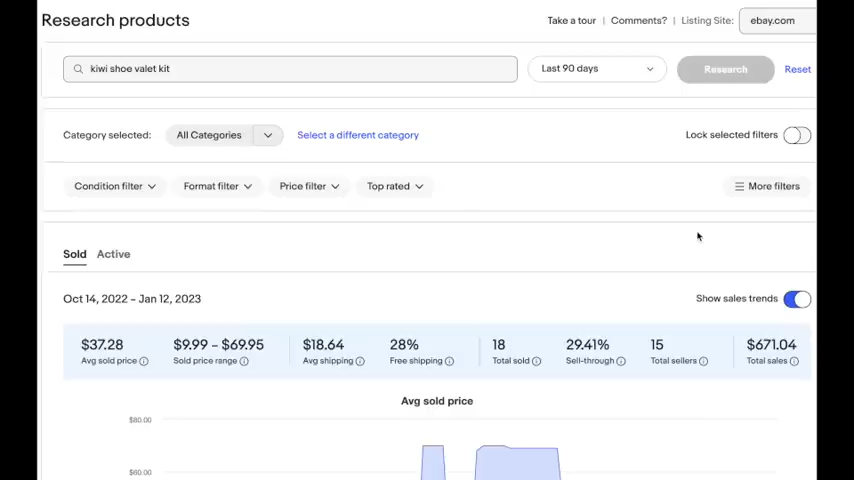 Research products
Take a tour | Comments? | Listing Site: ebay.com
kiwi shoe valet kit
Last 90 days
Research
Reset
Category selected: All Categories Select a different category
Lock selected filters
Condition filter Format filter Price filter Top rated
More filters
Sold Active
Oct 14, 2022 – Jan 12, 2023
Show sales trends
$37.28 $9.99 – $69.95 $18.64 28% 18 29.41% 15 $671.04
Avg sold price Sold price range Avg shipping Free shipping Total sold Sell-through Total sellers Total sales
Avg sold price
$80.00
$60.00